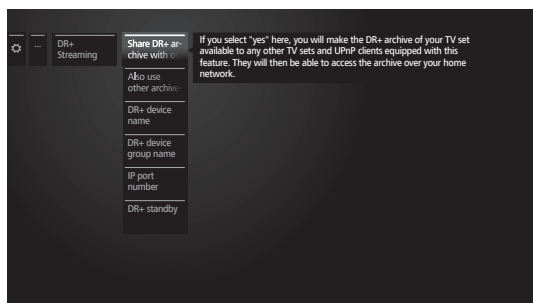 ...
DR+
Streaming
Share DR+ ar-
chive with o
Also use
other archive-
DR+ device
name
DR+ device
group name
IP port
number
DR+ standby
If you select "yes" here, you will make the DR+ archive of your TV set
available to any other TV sets and UPnP clients equipped with this
feature. They will then be able to access the archive over your home
network.